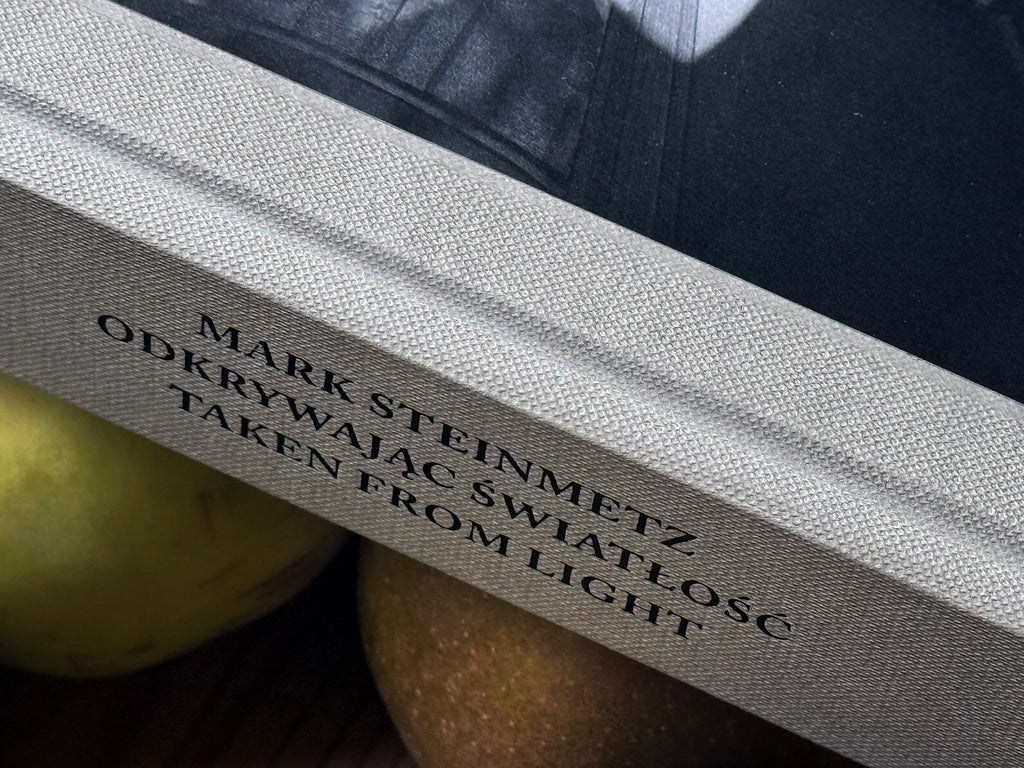 MARK STEINMETZ
ODKRYWAJĄC ŚWIATŁOŚĆ
TAKEN FROM LIGHT